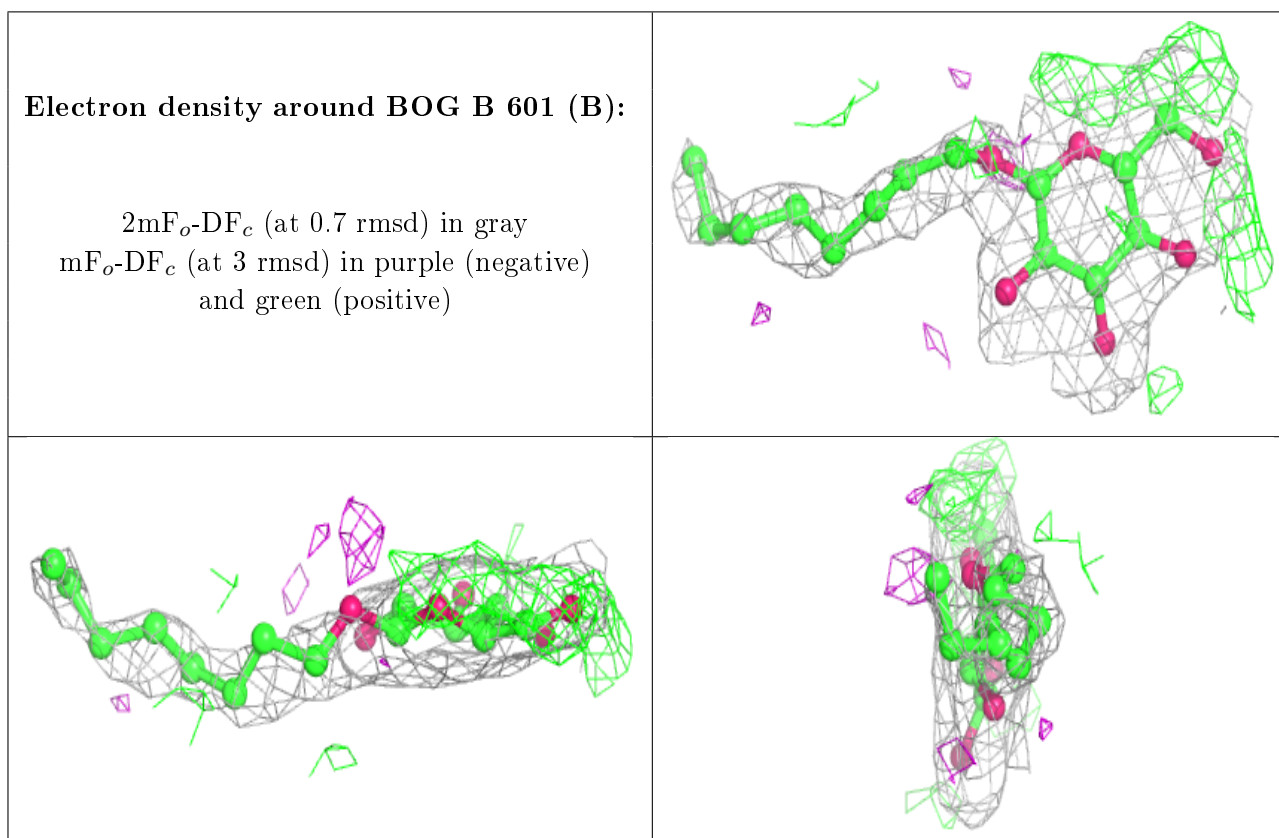 Electron density around BOG B 601 (B):
2mFₒ-DF𝑐 (at 0.7 rmsd) in gray
mFₒ-DF𝑐 (at 3 rmsd) in purple (negative)
and green (positive)